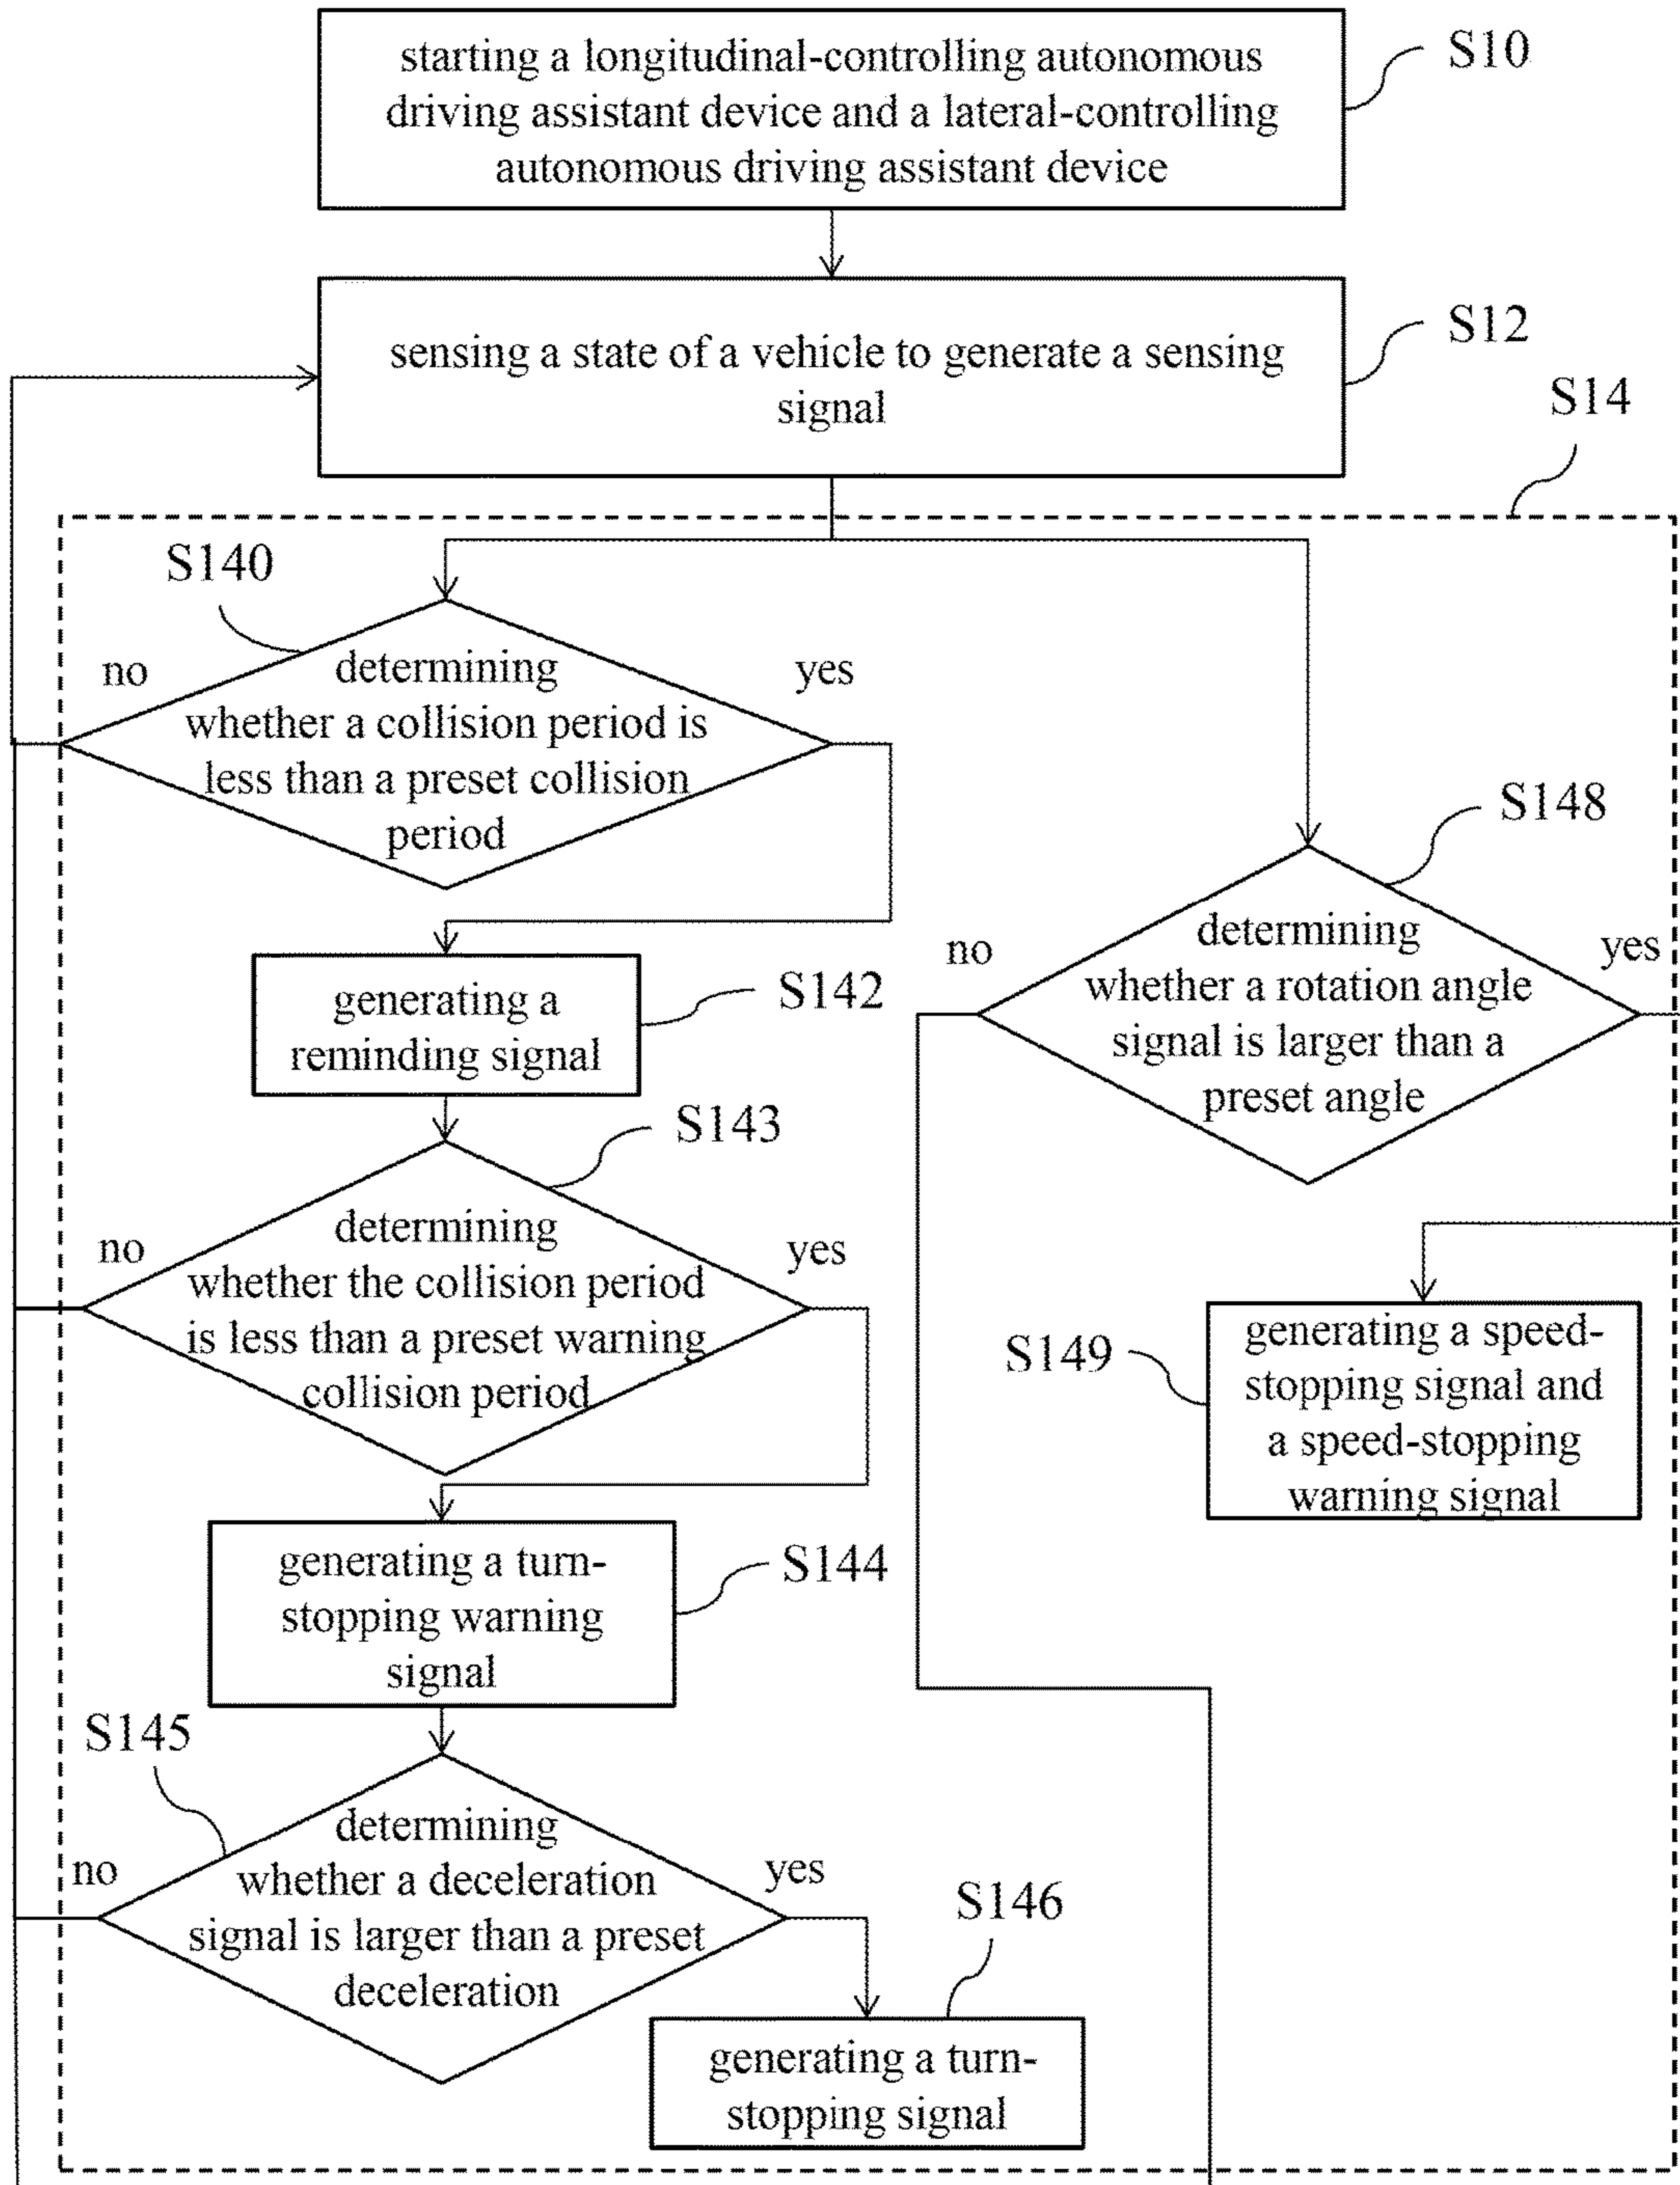 starting a longitudinal-controlling autonomous
driving assistant device and a lateral-controlling
autonomous driving assistant device
S10
sensing a state of a vehicle to generate a sensing
signal
S12
S14
S140
no
yes
determining
whether a collision period is
less than a preset collision
period
S148
no
yes
determining
whether a rotation angle
signal is larger than a
preset angle
generating a
reminding signal
S142
S143
no
yes
determining
whether the collision period
is less than a preset warning
collision period
S149
generating a speed-
stopping signal and
a speed-stopping
warning signal
generating a turn-
stopping warning
signal
S144
S145
no
yes
determining
whether a deceleration
signal is larger than a preset
deceleration
S146
generating a turn-
stopping signal